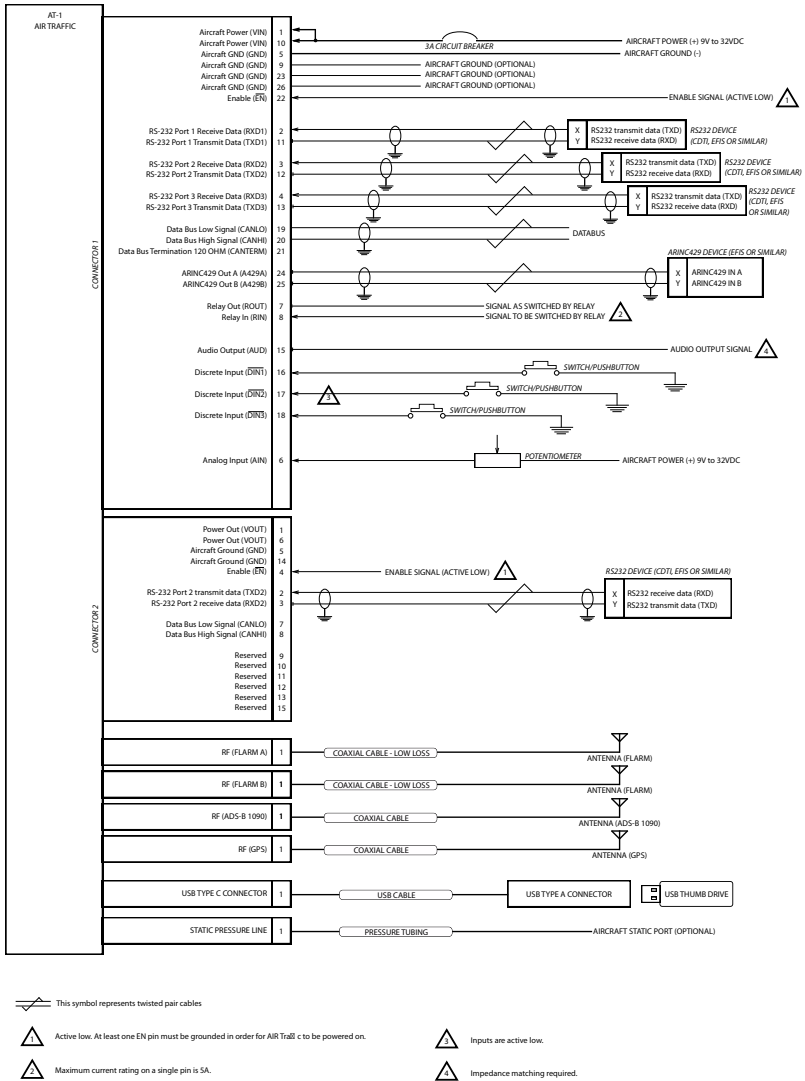 AT-1
AIR TRAFFIC
CONNECTOR 1
Aircraft Power (VIN) 1
Aircraft Power (VIN) 10 3A CIRCUIT BREAKER AIRCRAFT POWER (+) 9V to 32VDC
Aircraft GND (GND) 5 AIRCRAFT GROUND (-)
Aircraft GND (GND) 9 AIRCRAFT GROUND (OPTIONAL)
Aircraft GND (GND) 23 AIRCRAFT GROUND (OPTIONAL)
Aircraft GND (GND) 26 AIRCRAFT GROUND (OPTIONAL)
Enable (EN) 22 ENABLE SIGNAL (ACTIVE LOW) 1
RS-232 Port 1 Receive Data (RXD1) 2 X RS232 transmit data (TXD) RS232 DEVICE
RS-232 Port 1 Transmit Data (TXD1) 11 Y RS232 receive data (RXD) (CDTI, EFIS OR SIMILAR)
RS-232 Port 2 Receive Data (RXD2) 3 X RS232 transmit data (TXD) RS232 DEVICE
RS-232 Port 2 Transmit Data (TXD2) 12 Y RS232 receive data (RXD) (CDTI, EFIS OR SIMILAR)
RS-232 Port 3 Receive Data (RXD3) 4 X RS232 transmit data (TXD) RS232 DEVICE
(CDTI, EFIS
RS-232 Port 3 Transmit Data (TXD3) 13 Y RS232 receive data (RXD) OR SIMILAR)
Data Bus Low Signal (CANLO) 19
DATABUS
Data Bus High Signal (CANHI) 20
Data Bus Termination 120 OHM (CANTERM) 21
ARINC429 DEVICE (EFIS OR SIMILAR)
ARINC429 Out A (A429A) 24 X ARINC429 IN A
ARINC429 Out B (A429B) 25 Y ARINC429 IN B
Relay Out (ROUT) 7 SIGNAL AS SWITCHED BY RELAY
Relay In (RIN) 8 SIGNAL TO BE SWITCHED BY RELAY 2
Audio Output (AUD) 15 AUDIO OUTPUT SIGNAL 4
Discrete Input (DIN1) 16 SWITCH/PUSHBUTTON
Discrete Input (DIN2) 17 3 SWITCH/PUSHBUTTON
Discrete Input (DIN3) 18 SWITCH/PUSHBUTTON
Analog Input (AIN) 6 POTENTIOMETER AIRCRAFT POWER (+) 9V to 32VDC
CONNECTOR 2
Power Out (VOUT) 1
Power Out (VOUT) 6
Aircraft Ground (GND) 5
Aircraft Ground (GND) 14
Enable (EN) 4 ENABLE SIGNAL (ACTIVE LOW) 1 RS232 DEVICE (CDTI, EFIS OR SIMILAR)
RS-232 Port 2 transmit data (TXD2) 2 X RS232 receive data (RXD)
RS-232 Port 2 receive data (RXD2) 3 Y RS232 transmit data (TXD)
Data Bus Low Signal (CANLO) 7
Data Bus High Signal (CANHI) 8
Reserved 9
Reserved 10
Reserved 11
Reserved 12
Reserved 13
Reserved 15
RF (FLARM A) 1 COAXIAL CABLE - LOW LOSS
ANTENNA (FLARM)
RF (FLARM B) 1 COAXIAL CABLE - LOW LOSS
ANTENNA (FLARM)
RF (ADS-B 1090) 1 COAXIAL CABLE
ANTENNA (ADS-B 1090)
RF (GPS) 1 COAXIAL CABLE
ANTENNA (GPS)
USB TYPE C CONNECTOR 1 USB CABLE USB TYPE A CONNECTOR USB THUMB DRIVE
STATIC PRESSURE LINE 1 PRESSURE TUBING AIRCRAFT STATIC PORT (OPTIONAL)
This symbol represents twisted pair cables
1 Active low. At least one EN pin must be grounded in order for AIR Traffi c to be powered on.
3 Inputs are active low.
2 Maximum current rating on a single pin is 5A.
4 Impedance matching required.